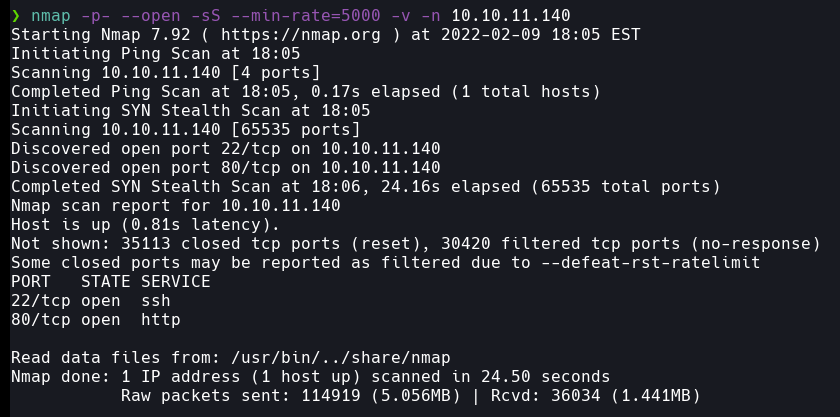 ❯ nmap -p- --open -sS --min-rate=5000 -v -n 10.10.11.140
Starting Nmap 7.92 ( https://nmap.org ) at 2022-02-09 18:05 EST
Initiating Ping Scan at 18:05
Scanning 10.10.11.140 [4 ports]
Completed Ping Scan at 18:05, 0.17s elapsed (1 total hosts)
Initiating SYN Stealth Scan at 18:05
Scanning 10.10.11.140 [65535 ports]
Discovered open port 22/tcp on 10.10.11.140
Discovered open port 80/tcp on 10.10.11.140
Completed SYN Stealth Scan at 18:06, 24.16s elapsed (65535 total ports)
Nmap scan report for 10.10.11.140
Host is up (0.81s latency).
Not shown: 35113 closed tcp ports (reset), 30420 filtered tcp ports (no-response)
Some closed ports may be reported as filtered due to --defeat-rst-ratelimit
PORT   STATE SERVICE
22/tcp open  ssh
80/tcp open  http
Read data files from: /usr/bin/../share/nmap
Nmap done: 1 IP address (1 host up) scanned in 24.50 seconds
           Raw packets sent: 114919 (5.056MB) | Rcvd: 36034 (1.441MB)